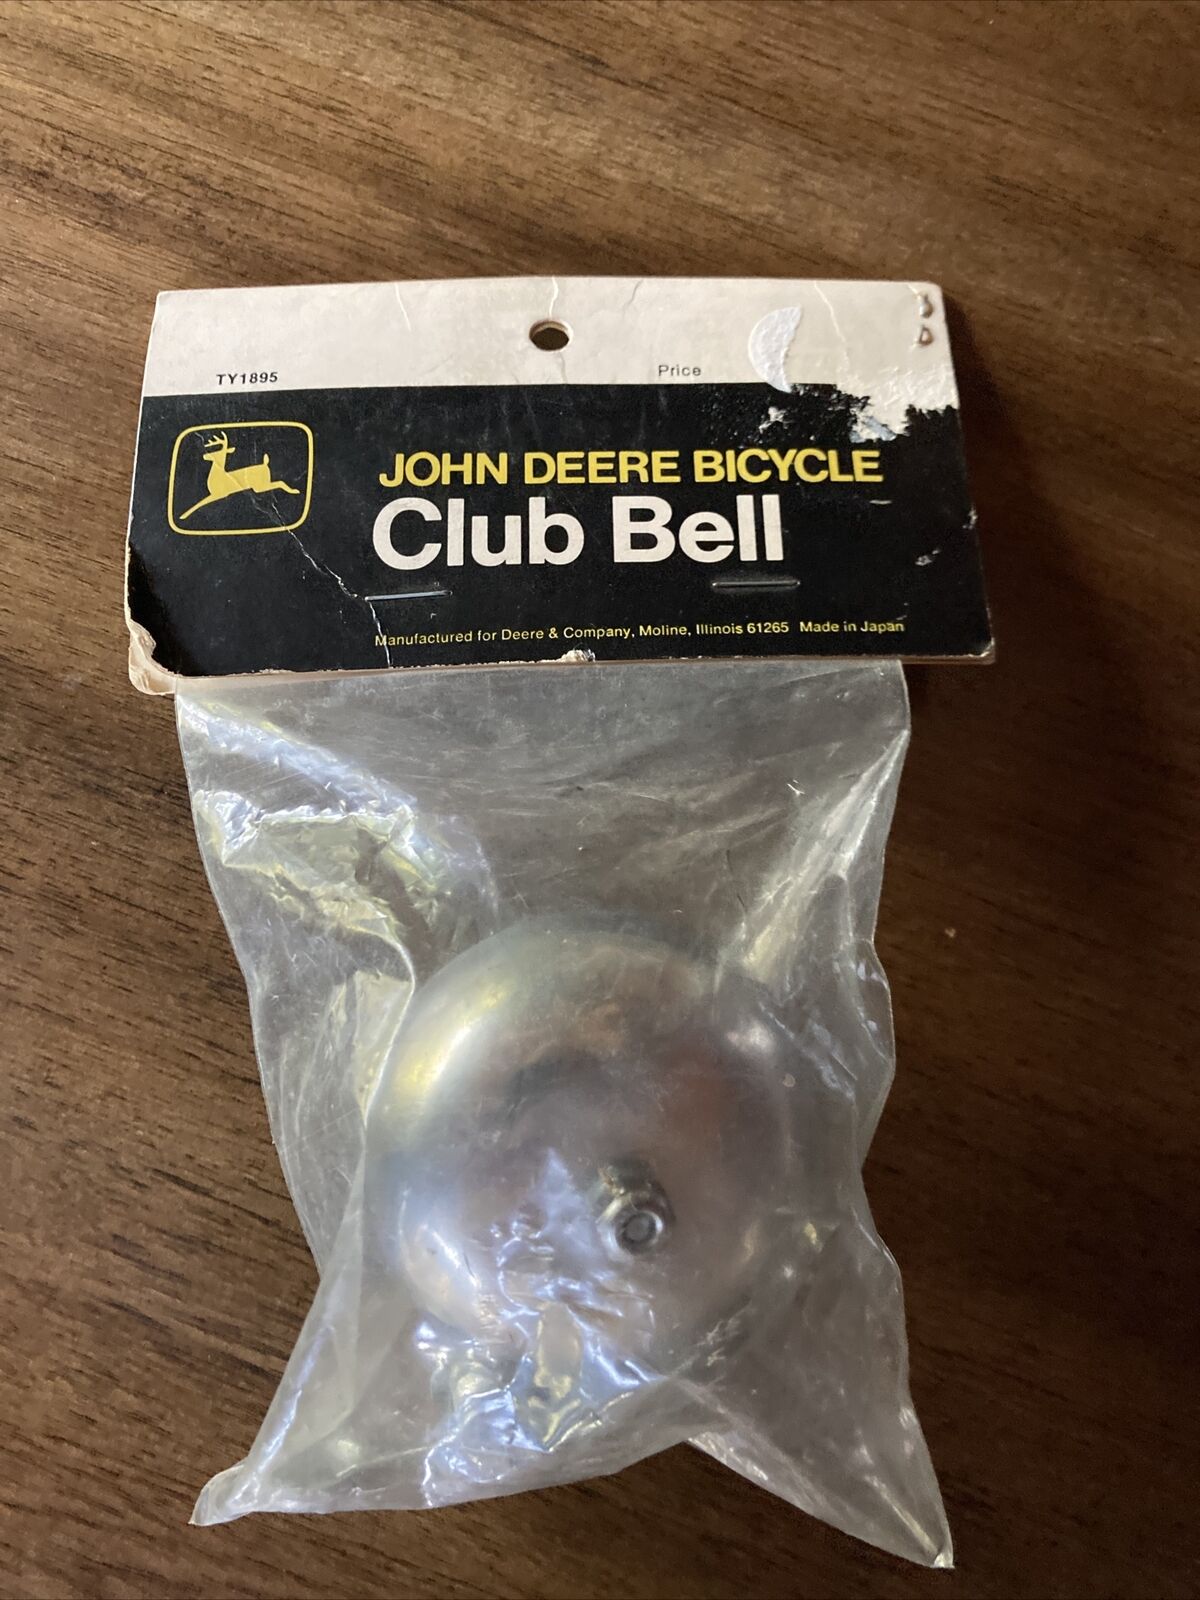 TY1895
Price
JOHN DEERE BICYCLE
Club Bell
Manufactured for Deere & Company, Moline, Illinois 61265 Made in Japan